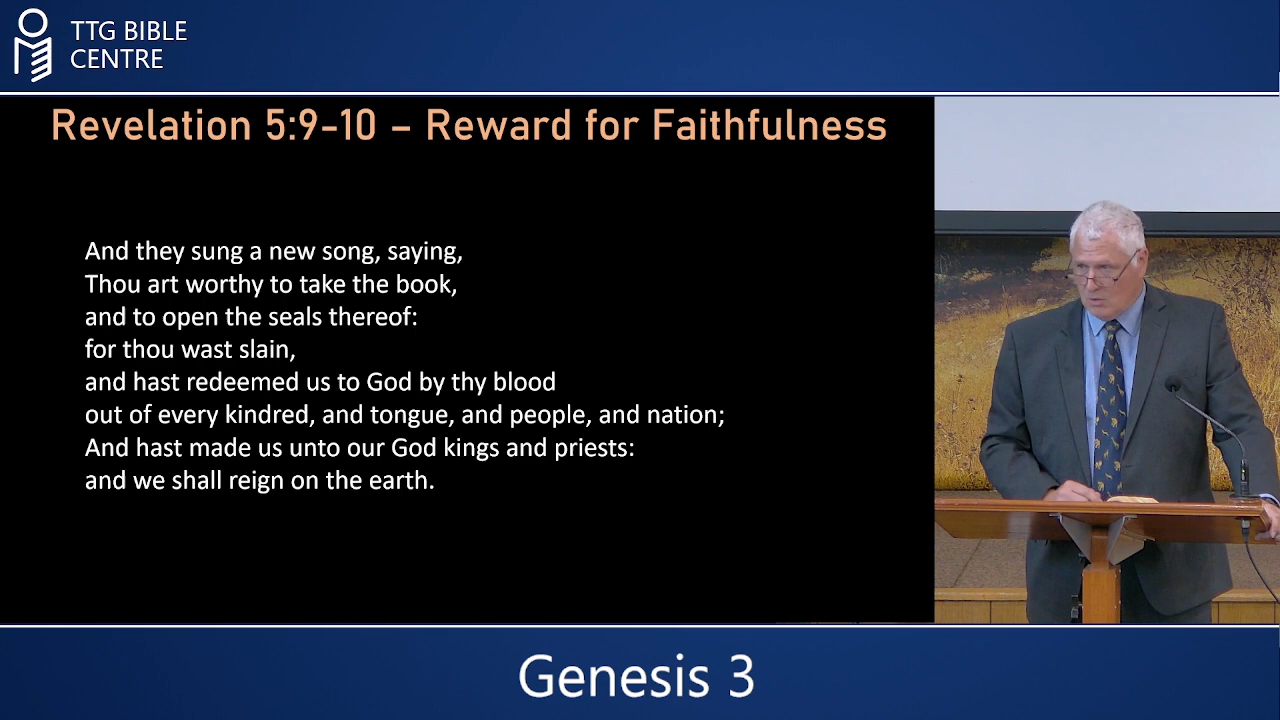 TTG BIBLE
CENTRE
Revelation 5:9-10 – Reward for Faithfulness
And they sung a new song, saying,
Thou art worthy to take the book,
and to open the seals thereof:
for thou wast slain,
and hast redeemed us to God by thy blood
out of every kindred, and tongue, and people, and nation;
And hast made us unto our God kings and priests:
and we shall reign on the earth.
Genesis 3